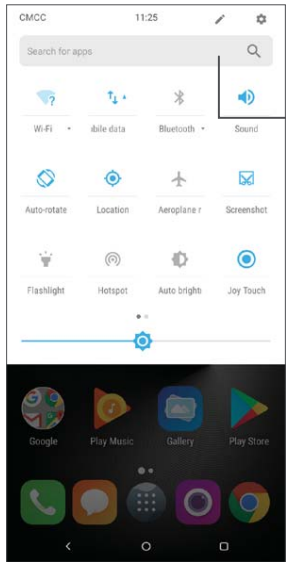 CMCC 11:25
Search for apps
?
Wi-Fi bile data Bluetooth Sound
Auto-rotate Location Aeroplane r Screenshot
Flashlight Hotspot Auto bright Joy Touch
Google Play Music Gallery Play Store